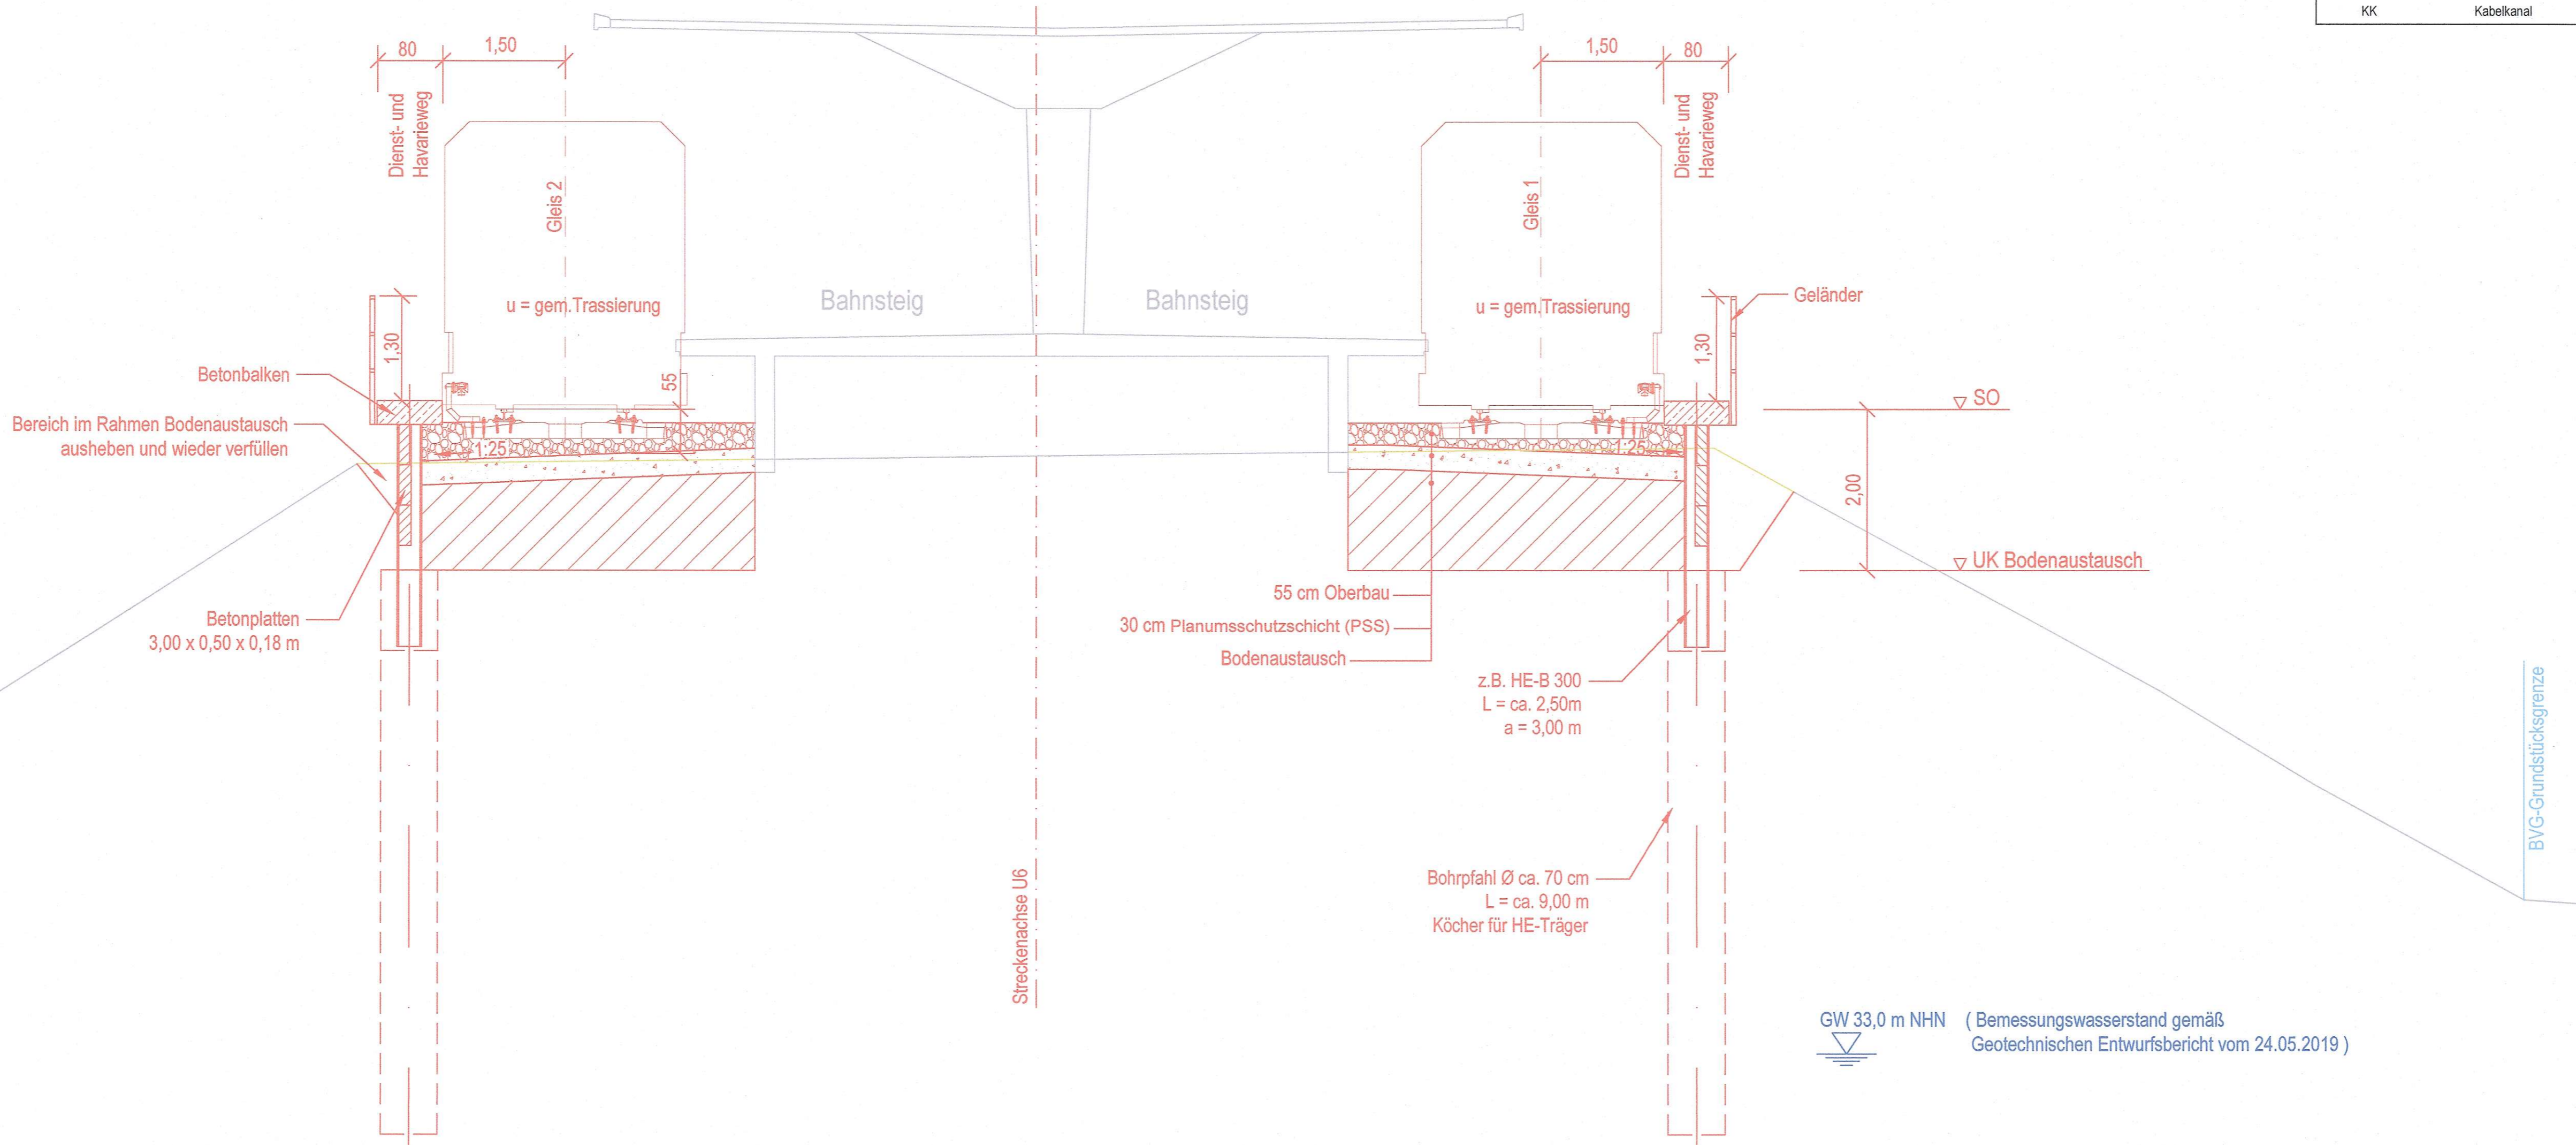 KK Kabelkanal
80 1,50
1,50 80
Dienst- und
Havarieweg
Dienst- und
Havarieweg
Gleis 2
Gleis 1
u = gem.Trassierung
Bahnsteig
Bahnsteig
u = gem.Trassierung
Geländer
1,30
1,30
55
Betonbalken
SO
Bereich im Rahmen Bodenaustausch
ausheben und wieder verfüllen
1:25
1:25
2,00
UK Bodenaustausch
55 cm Oberbau
30 cm Planumsschutzschicht (PSS)
Bodenaustausch
Betonplatten
3,00 x 0,50 x 0,18 m
z.B. HE-B 300
L = ca. 2,50m
a = 3,00 m
BVG-Grundstücksgrenze
Streckenachse U6
Bohrpfahl Ø ca. 70 cm
L = ca. 9,00 m
Köcher für HE-Träger
GW 33,0 m NHN ( Bemessungswasserstand gemäß
Geotechnischen Entwurfsbericht vom 24.05.2019 )